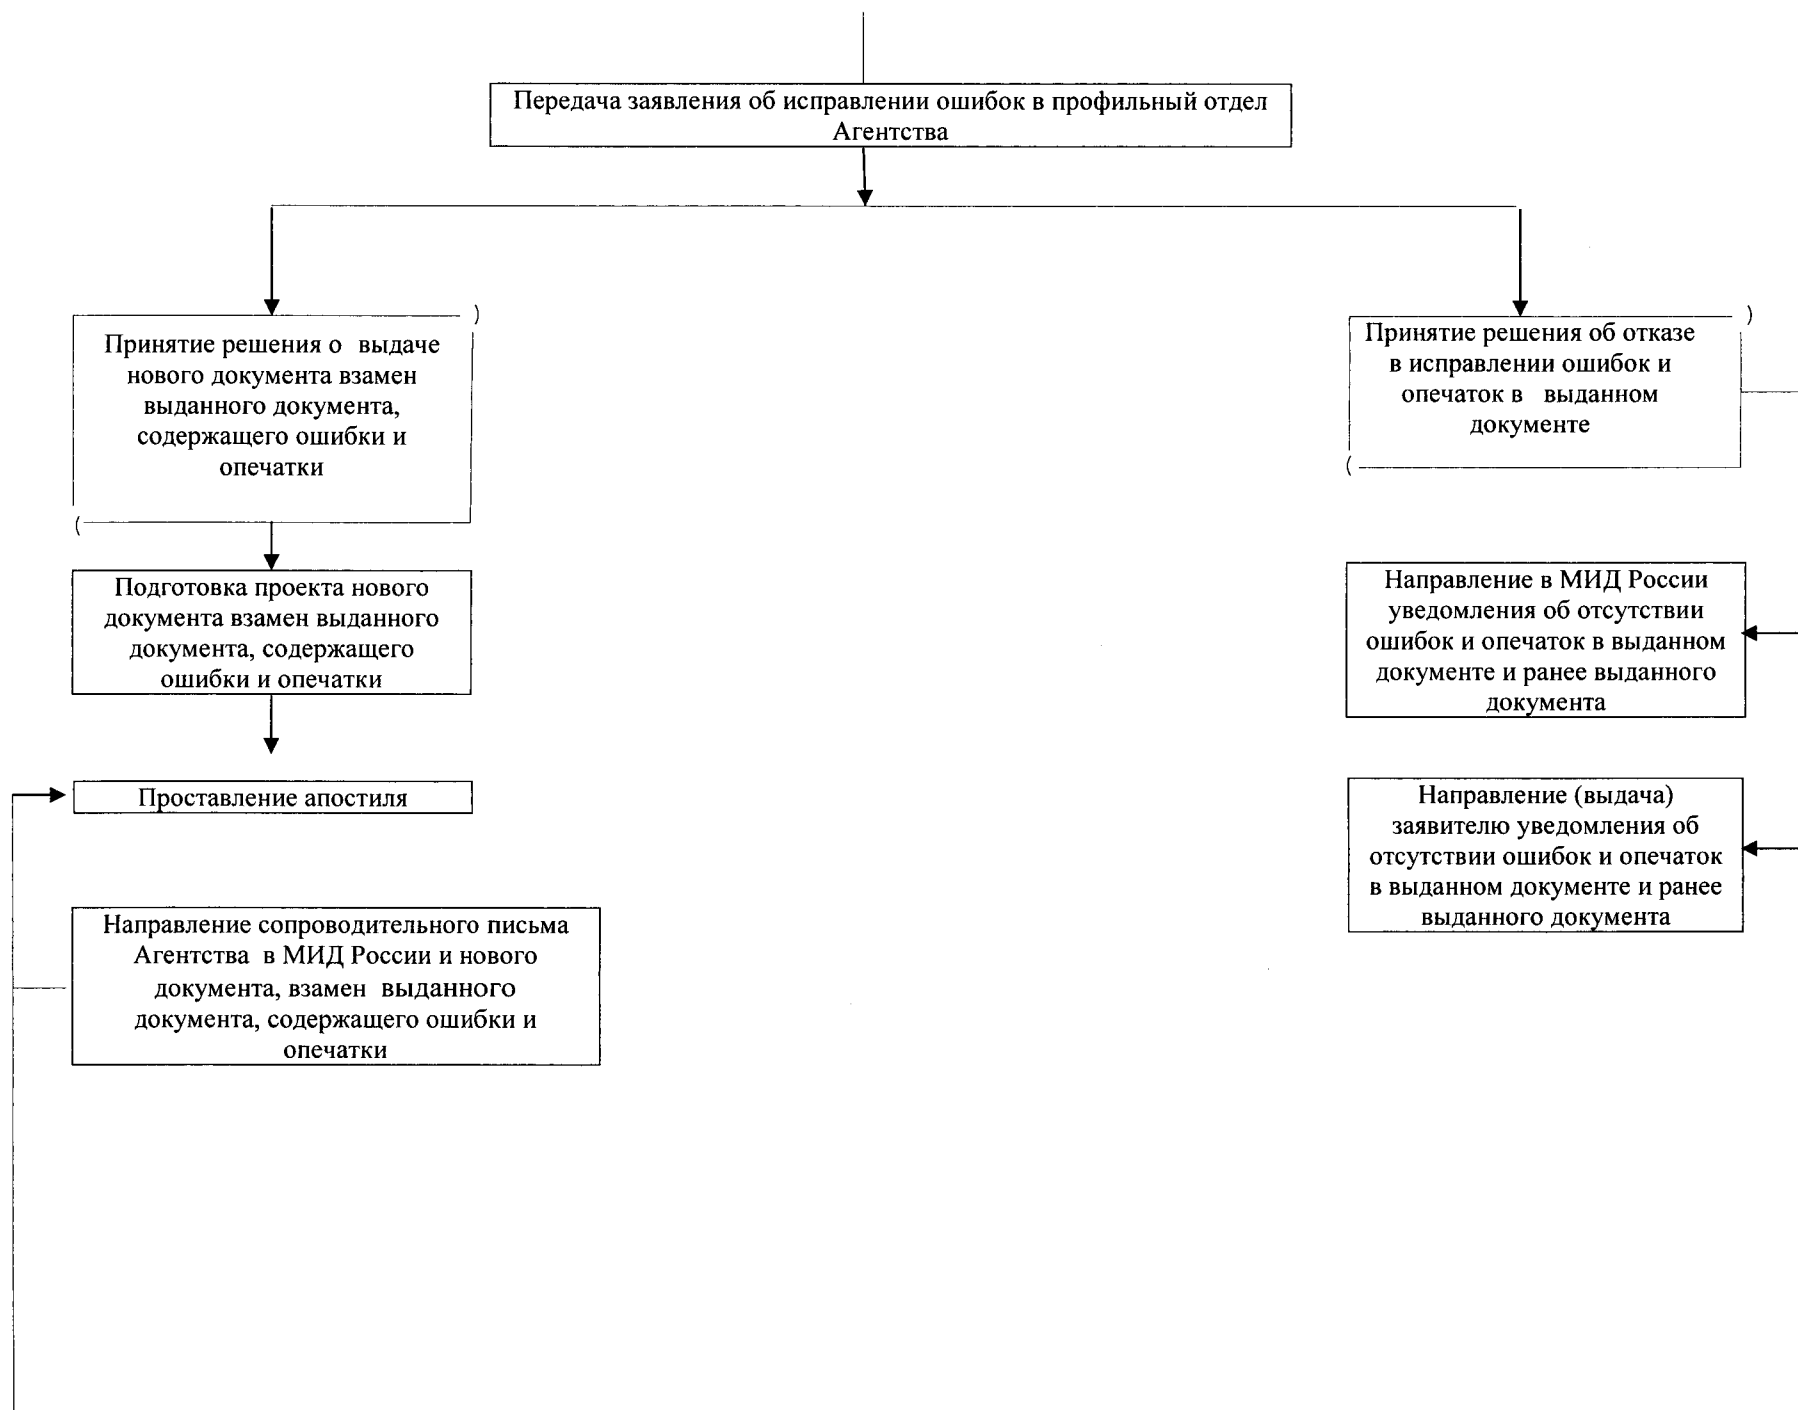 Передача заявления об исправлении ошибок в профильный отдел
Агентства
Принятие решения о выдаче
нового документа взамен
выданного документа,
содержащего ошибки и
опечатки
Принятие решения об отказе
в исправлении ошибок и
опечаток в выданном
документе
Подготовка проекта нового
документа взамен выданного
документа, содержащего
ошибки и опечатки
Направление в МИД России
уведомления об отсутствии
ошибок и опечаток в выданном
документе и ранее выданного
документа
Проставление апостиля
Направление (выдача)
заявителю уведомления об
отсутствии ошибок и опечаток
в выданном документе и ранее
выданного документа
Направление сопроводительного письма
Агентства в МИД России и нового
документа, взамен выданного
документа, содержащего ошибки и
опечатки